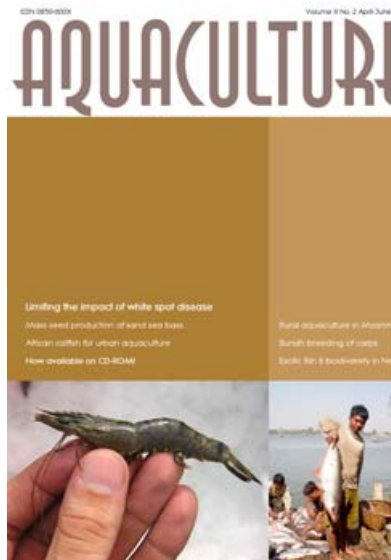 ISSN 0859-600X
Volume X No. 2 April-June
AQUACULTURE
Limiting the impact of white spot disease
Mass seed production of sand sea bass
African catfish for urban aquaculture
Now available on CD-ROM!
Rural aquaculture in
Bundh breeding of carps
Exotic fish & biodiversity in